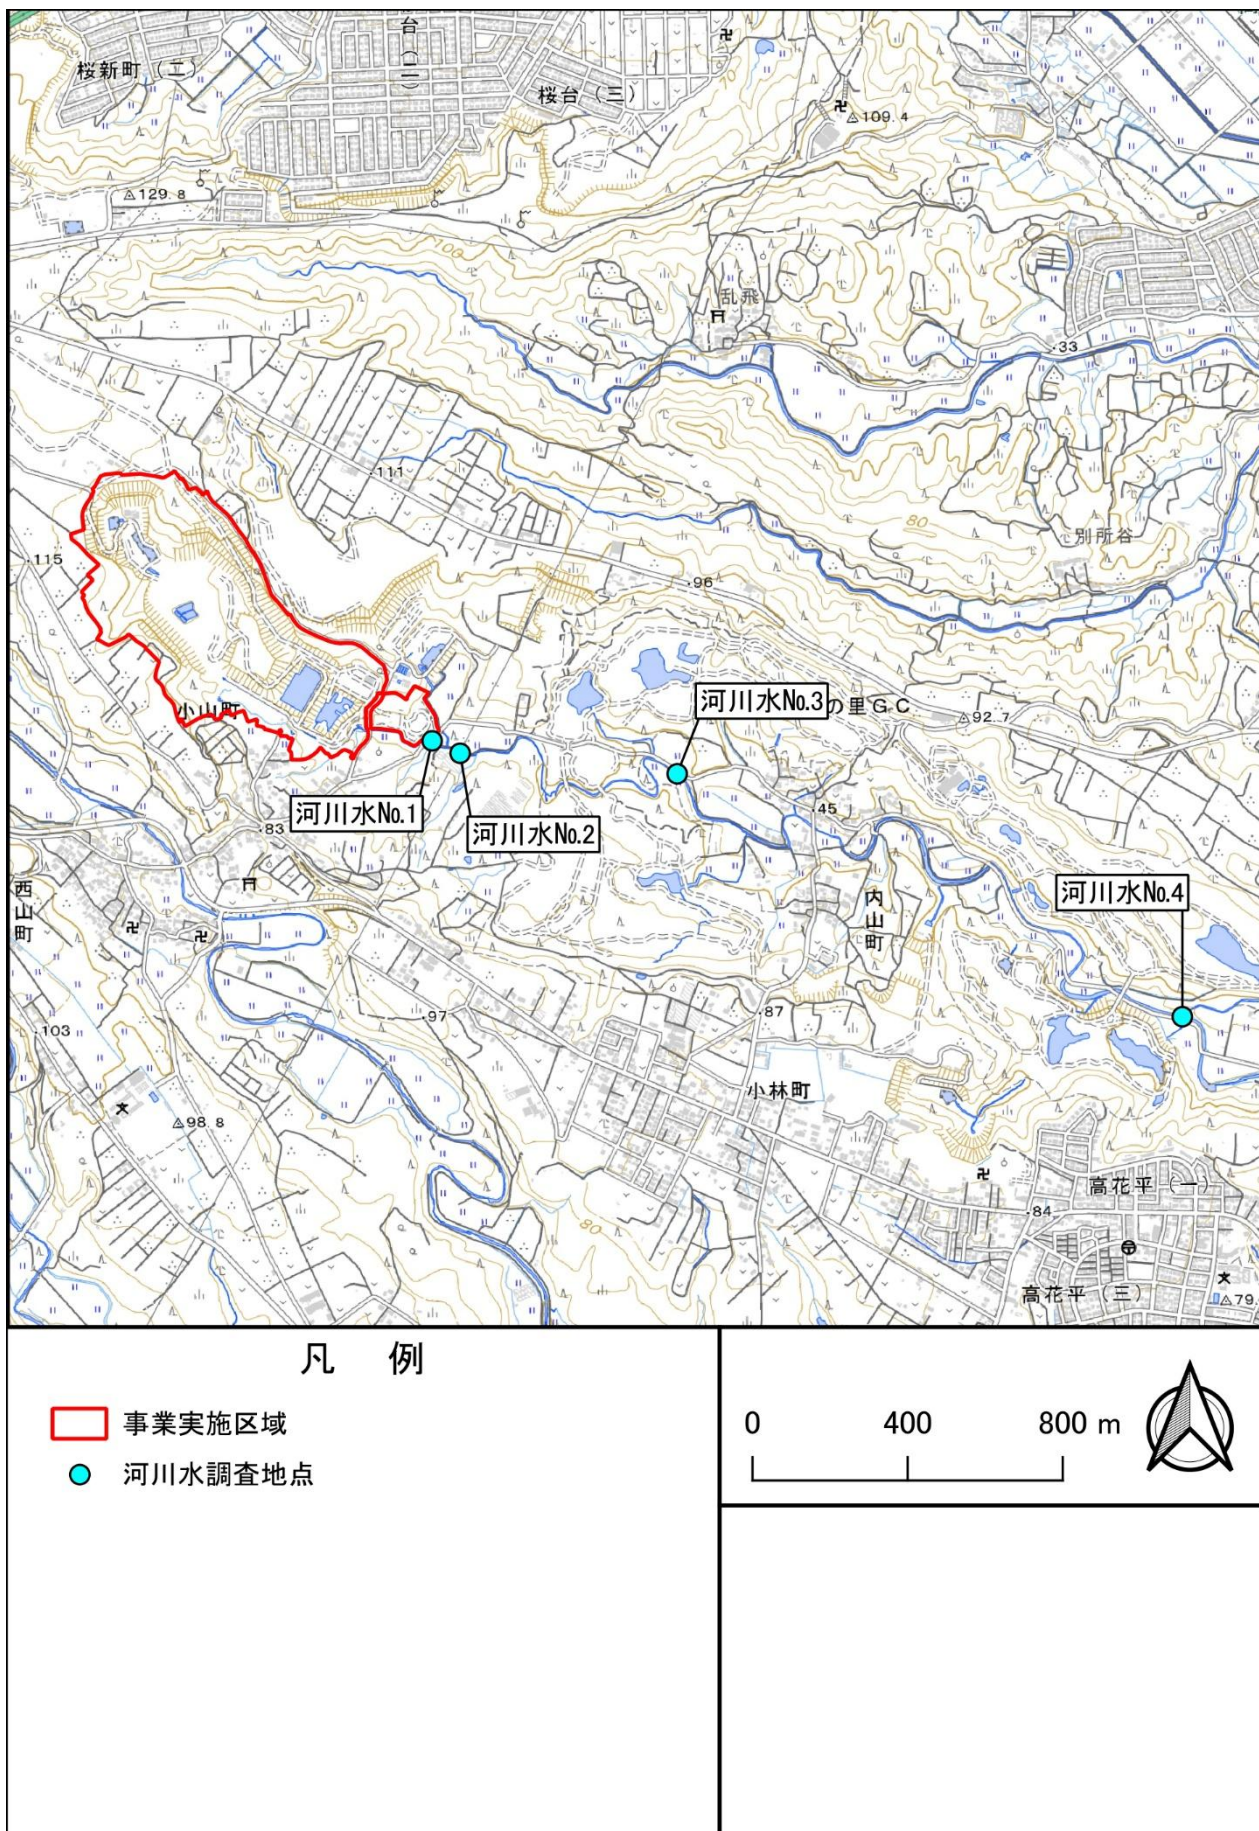 桜新町（二）
台（二）
桜台（三）
109.4
129.8
100
乱飛
33
111
115
80
別所谷
96
小山町
河川水No.3
の里GC
92.7
河川水No.1
河川水No.2
45
83
西山町
内山町
河川水No.4
97
87
103
98.8
小林町
80
高花平（一）
84
高花平（三）
79.
凡 例
事業実施区域
河川水調査地点
0 400 800 m